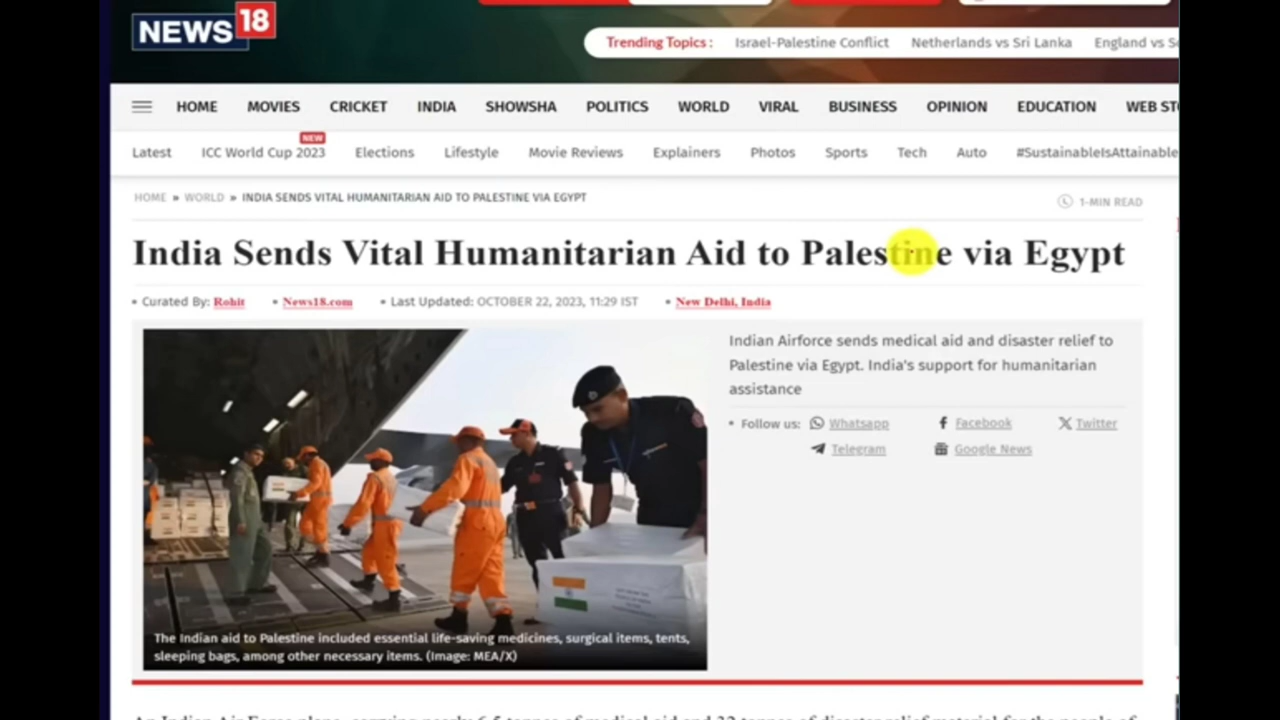 NEWS 18
Trending Topics : Israel-Palestine Conflict Netherlands vs Sri Lanka England vs
HOME MOVIES CRICKET INDIA SHOWSHA POLITICS WORLD VIRAL BUSINESS OPINION EDUCATION WEB
NEW
Latest ICC World Cup 2023 Elections Lifestyle Movie Reviews Explainers Photos Sports Tech Auto #SustainableIsAttainable
HOME » WORLD » INDIA SENDS VITAL HUMANITARIAN AID TO PALESTINE VIA EGYPT
1-MIN READ
India Sends Vital Humanitarian Aid to Palestine via Egypt
• Curated By: Rohit • News18.com • Last Updated: OCTOBER 22, 2023, 11:29 IST • New Delhi, India
Indian Airforce sends medical aid and disaster relief to
Palestine via Egypt. India's support for humanitarian
assistance
• Follow us: Whatsapp Facebook Twitter
Telegram Google News
The Indian aid to Palestine included essential life-saving medicines, surgical items, tents,
sleeping bags, among other necessary items. (Image: MEA/X)